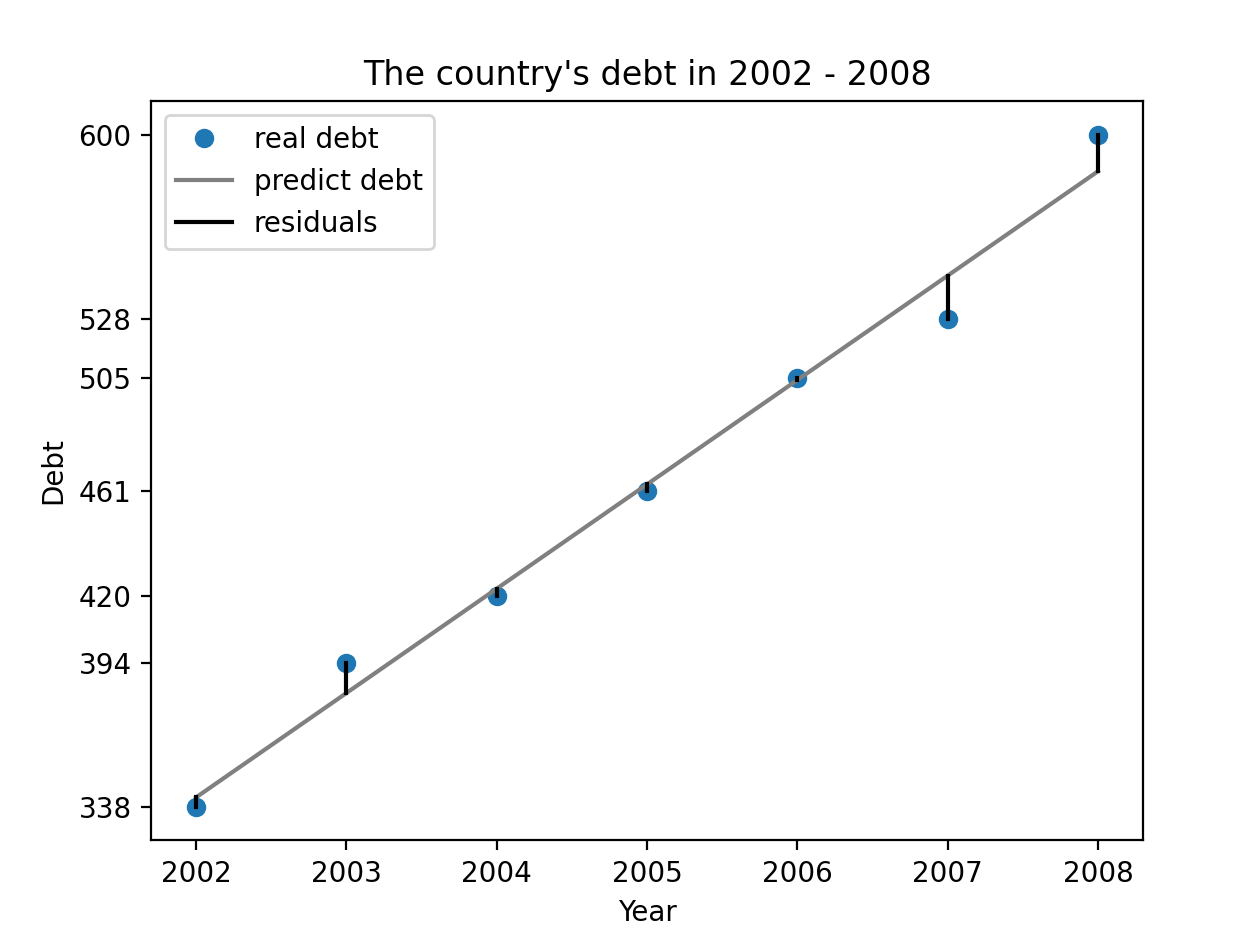 The country's debt in 2002 - 2008
real debt
predict debt
residuals
600
528
505
461
420
394
338
Debt
2002 2003 2004 2005 2006 2007 2008
Year